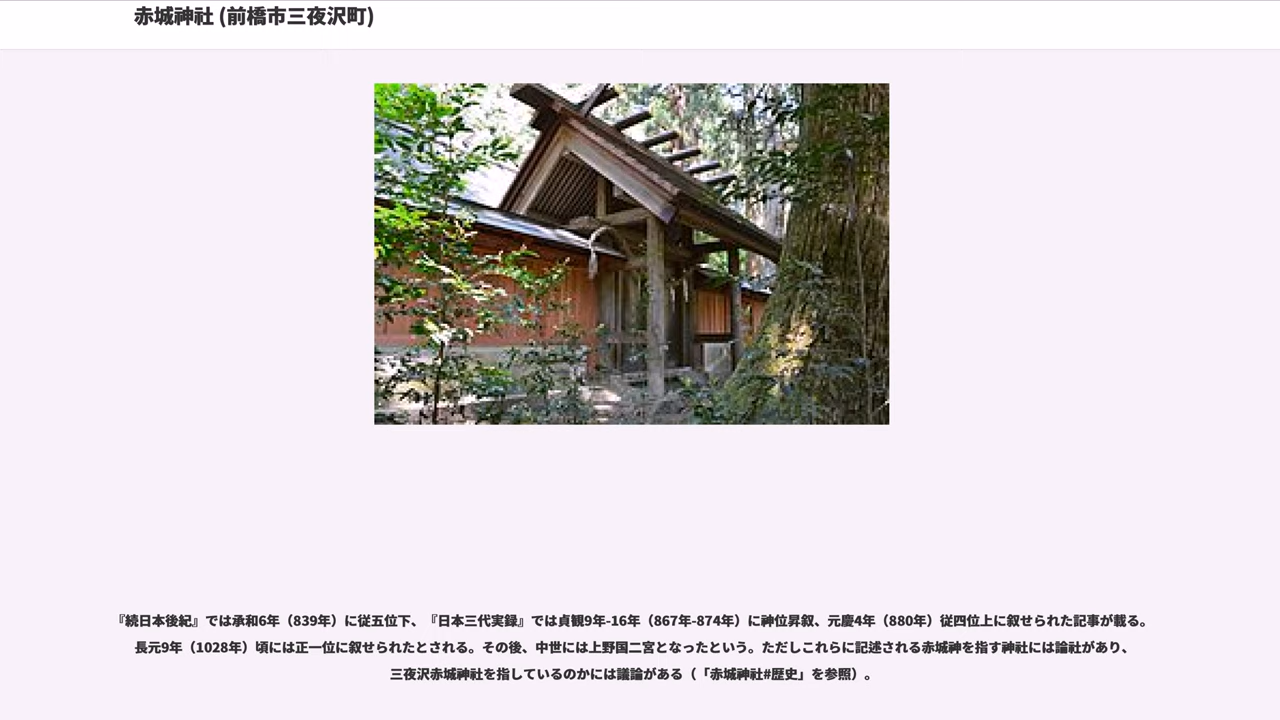 赤城神社 (前橋市三夜沢町)
『続日本後紀』では承和6年（839年）に従五位下、『日本三代実録』では貞観9年-16年（867年-874年）に神位昇叙、元慶4年（880年）従四位上に叙せられた記事が載る。
長元9年（1028年）頃には正一位に叙せられたとされる。その後、中世には上野国二宮となったという。ただしこれらに記述される赤城神を指す神社には論社があり、
三夜沢赤城神社を指しているのかには議論がある（「赤城神社#歴史」を参照）。